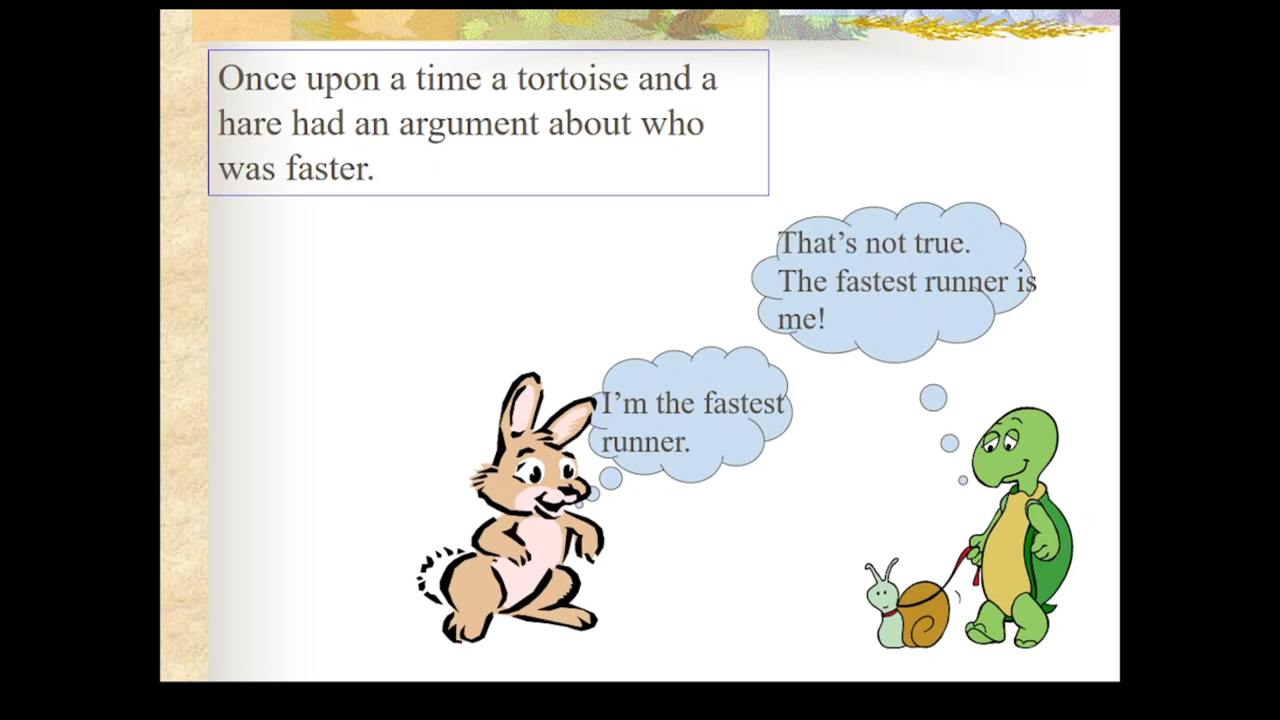 Once upon a time a tortoise and a
hare had an argument about who
was faster.
That’s not true.
The fastest runner is
me!
I’m the fastest
runner.